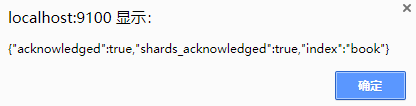 localhost:9100 显示：
{"acknowledged":true,"shards_acknowledged":true,"index":"book"}
确定